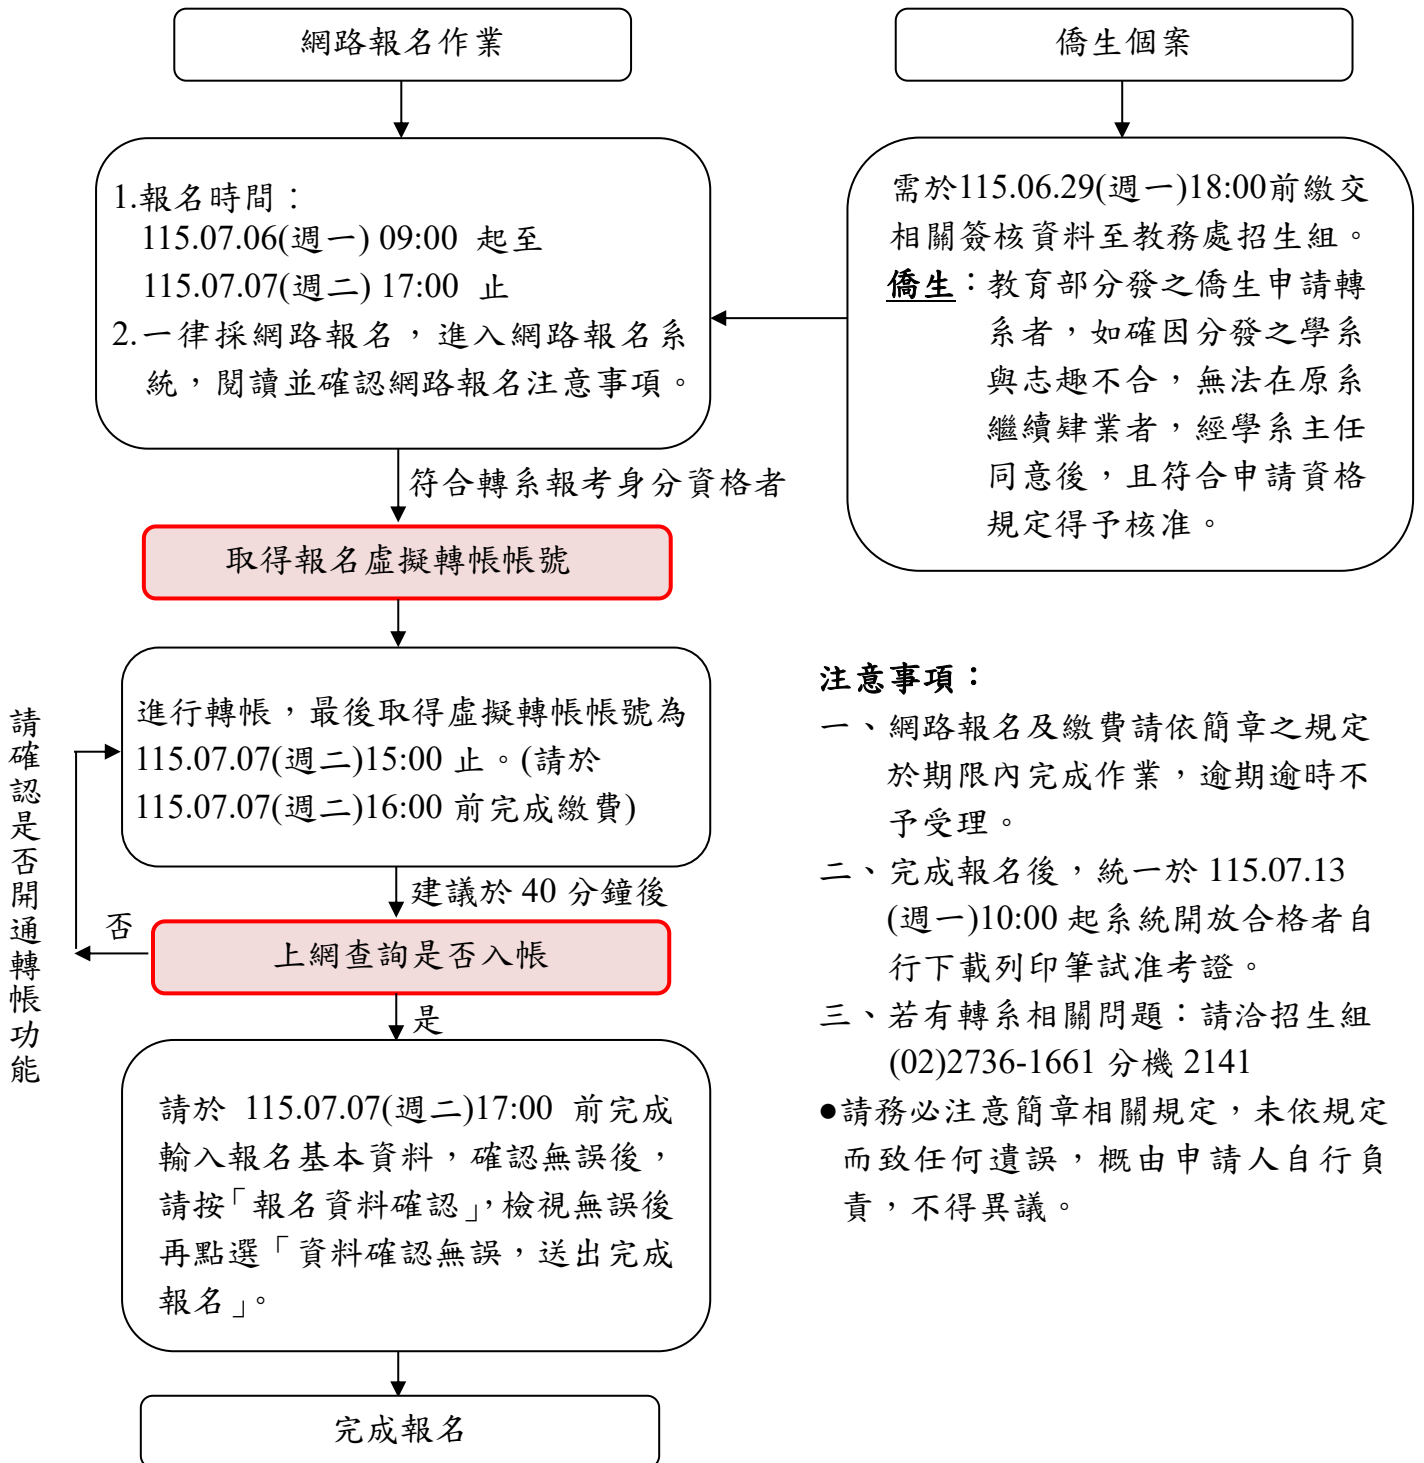 網路報名作業
1.報名時間：
115.07.06(週一) 09:00 起至
115.07.07(週二) 17:00 止
2.一律採網路報名，進入網路報名系
統，閱讀並確認網路報名注意事項。
符合轉系報考身分資格者
取得報名虛擬轉帳帳號
進行轉帳，最後取得虛擬轉帳帳號為
115.07.07(週二)15:00 止。(請於
115.07.07(週二)16:00 前完成繳費)
建議於 40 分鐘後
上網查詢是否入帳
否
請確認是否開通轉帳功能
是
請於 115.07.07(週二)17:00 前完成
輸入報名基本資料，確認無誤後，
請按「報名資料確認」，檢視無誤後
再點選「資料確認無誤，送出完成
報名」。
完成報名
僑生個案
需於115.06.29(週一)18:00前繳交
相關簽核資料至教務處招生組。
僑生：教育部分發之僑生申請轉
系者，如確因分發之學系
與志趣不合，無法在原系
繼續肄業者，經學系主任
同意後，且符合申請資格
規定得予核准。
注意事項：
一、網路報名及繳費請依簡章之規定
於期限內完成作業，逾期逾時不
予受理。
二、完成報名後，統一於 115.07.13
(週一)10:00 起系統開放合格者自
行下載列印筆試准考證。
三、若有轉系相關問題：請洽招生組
(02)2736-1661 分機 2141
●請務必注意簡章相關規定，未依規定
而致任何遺誤，概由申請人自行負
責，不得異議。